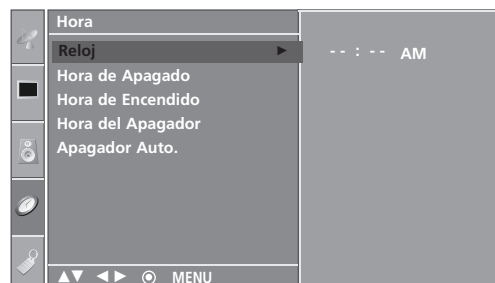 Hora
Reloj ► -- : -- AM
Hora de Apagado
Hora de Encendido
Hora del Apagador
Apagador Auto.
▲▼ ◄► ⦿ MENU